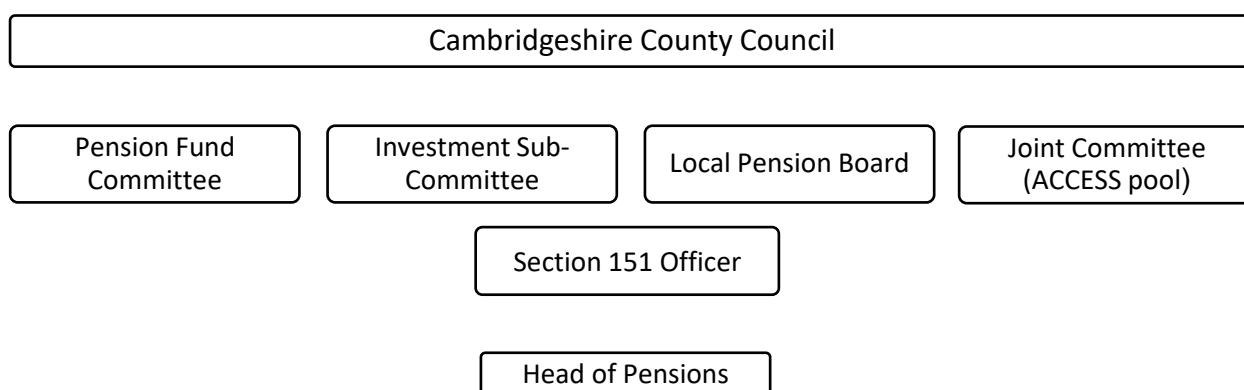 Cambridgeshire County Council
Pension Fund
Committee
Investment Sub-
Committee
Local Pension Board
Joint Committee
(ACCESS pool)
Section 151 Officer
Head of Pensions